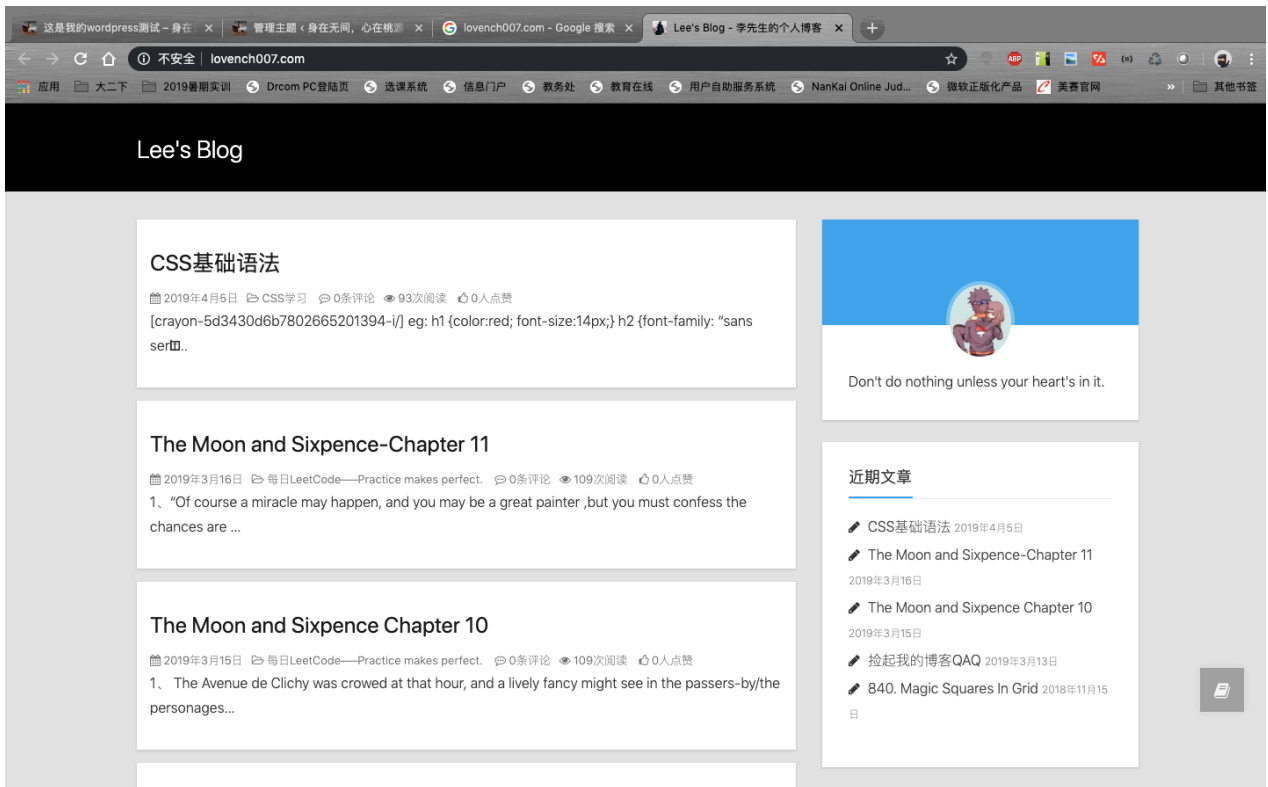 这是我的wordpress测试 – 身在
管理主题 ‹ 身在无间，心在桃源
lovench007.com - Google 搜索
Lee's Blog - 李先生的个人博客
不安全 | lovench007.com
ABP
应用 大二下 2019暑期实训 Drcom PC登陆页 选课系统 信息门户 教务处 教育在线 用户自助服务系统 NanKai Online Jud... 微软正版化产品 美赛官网 » 其他书签
Lee's Blog
CSS基础语法
2019年4月5日 CSS学习 0条评论 93次阅读 0人点赞
[crayon-5d3430d6b7802665201394-i/] eg: h1 {color:red; font-size:14px;} h2 {font-family: “sans
ser..
The Moon and Sixpence-Chapter 11
2019年3月16日 每日LeetCode——Practice makes perfect. 0条评论 109次阅读 0人点赞
1、“Of course a miracle may happen, and you may be a great painter ,but you must confess the
chances are ...
The Moon and Sixpence Chapter 10
2019年3月15日 每日LeetCode——Practice makes perfect. 0条评论 109次阅读 0人点赞
1、 The Avenue de Clichy was crowed at that hour, and a lively fancy might see in the passers-by/the
personages...
Don't do nothing unless your heart's in it.
近期文章
CSS基础语法 2019年4月5日
The Moon and Sixpence-Chapter 11
2019年3月16日
The Moon and Sixpence Chapter 10
2019年3月15日
捡起我的博客QAQ 2019年3月13日
840. Magic Squares In Grid 2018年11月15
日